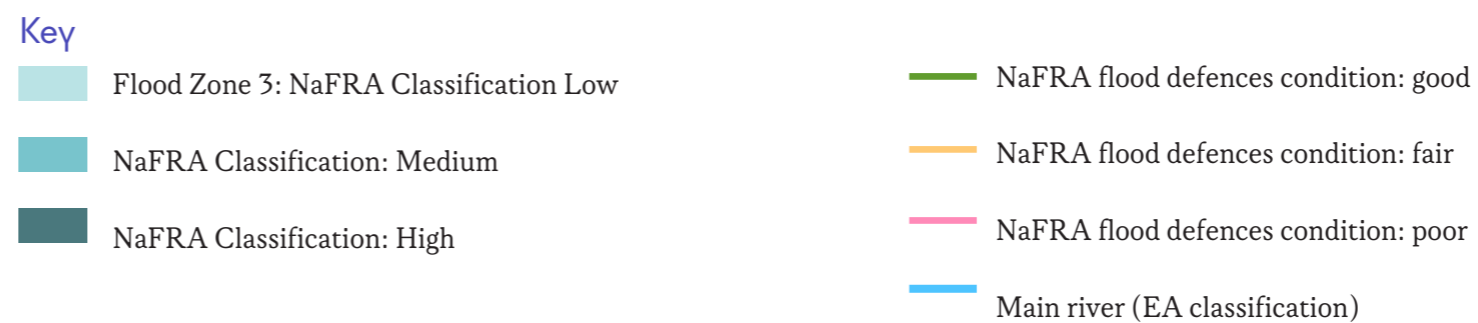 Key
Flood Zone 3: NaFRA Classification Low
NaFRA Classification: Medium
NaFRA Classification: High
NaFRA flood defences condition: good
NaFRA flood defences condition: fair
NaFRA flood defences condition: poor
Main river (EA classification)